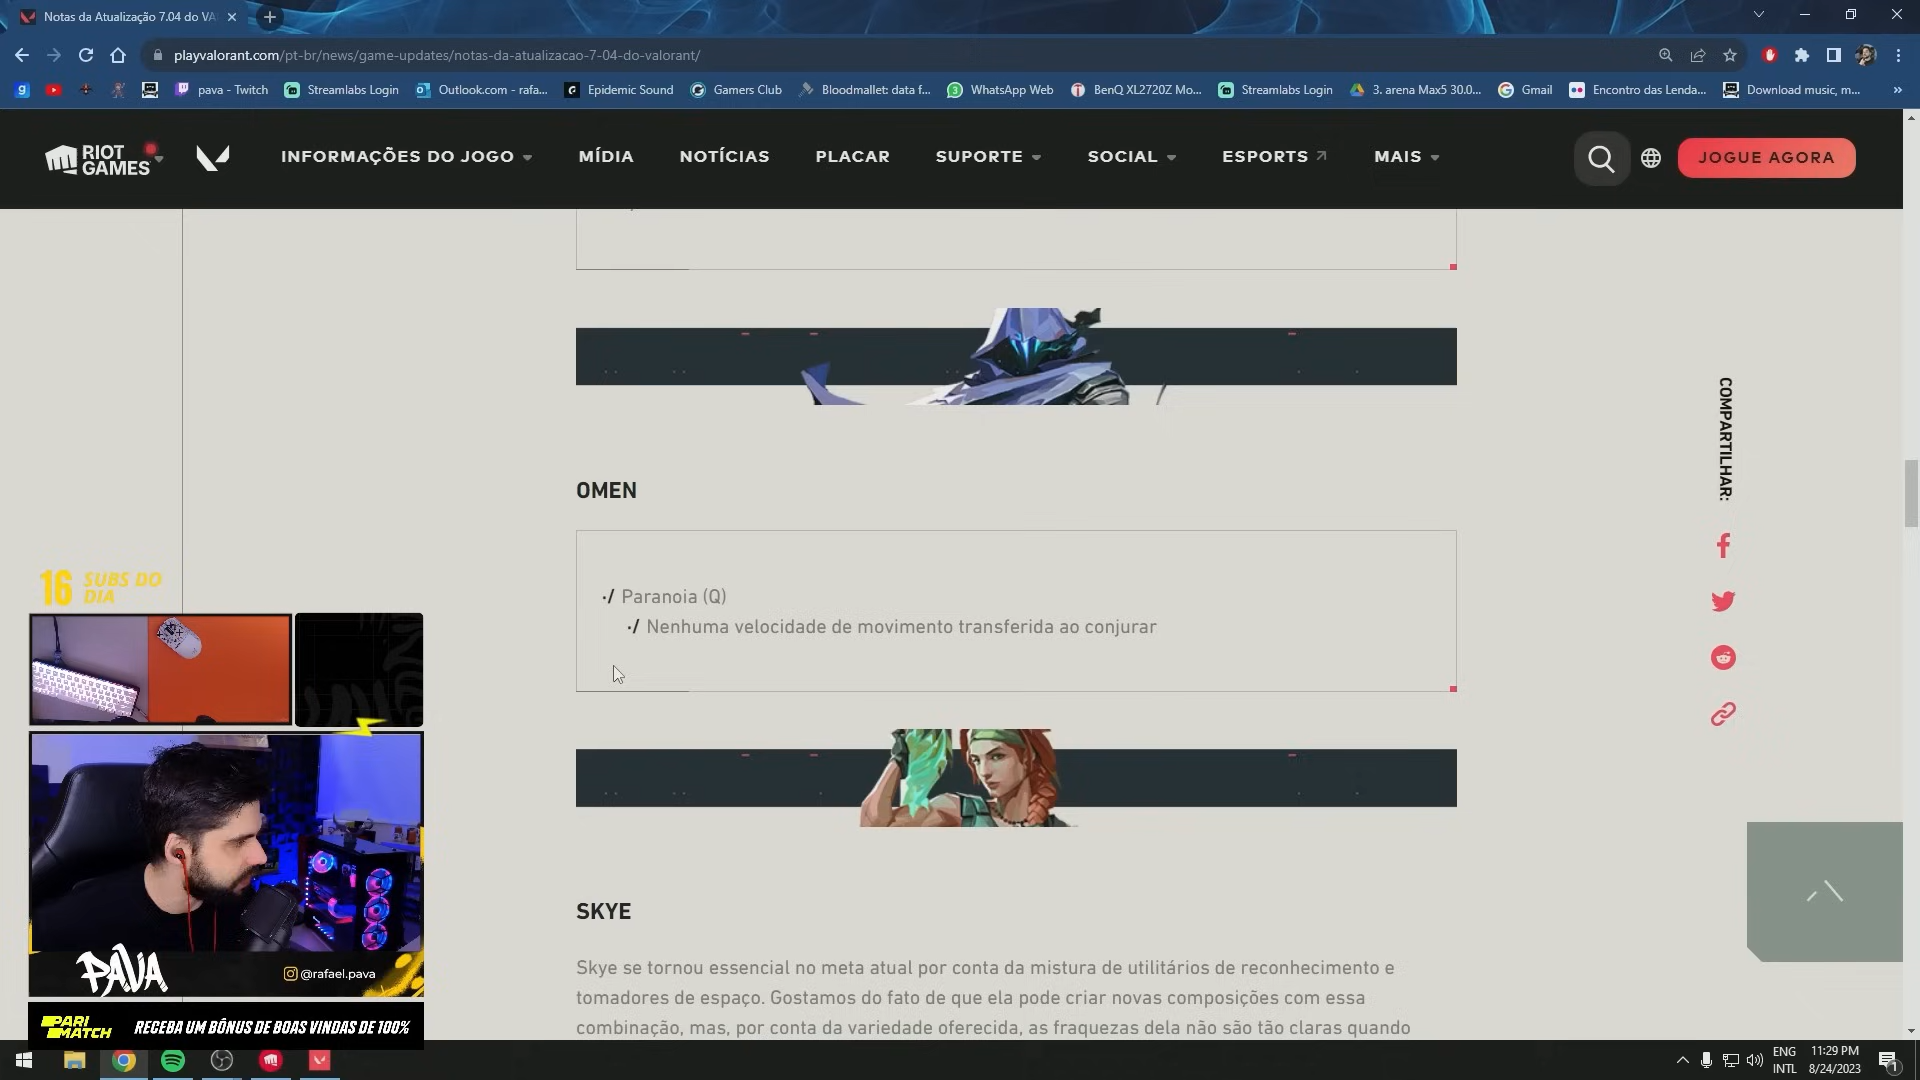 Notas da Atualização 7.04 do VA
playvalorant.com/pt-br/news/game-updates/notas-da-atualizacao-7-04-do-valorant/
pava - Twitch
Streamlabs Login
Outlook.com - rafa...
Epidemic Sound
Gamers Club
Bloodmallet: data f...
WhatsApp Web
BenQ XL2720Z Mo...
Streamlabs Login
3. arena Max5 30.0...
Gmail
Encontro das Lenda...
Download music, m...
RIOT
GAMES
INFORMAÇÕES DO JOGO
MÍDIA
NOTÍCIAS
PLACAR
SUPORTE
SOCIAL
ESPORTS
MAIS
JOGUE AGORA
COMPARTILHAR:
OMEN
Paranoia (Q)
Nenhuma velocidade de movimento transferida ao conjurar
SKYE
Skye se tornou essencial no meta atual por conta da mistura de utilitários de reconhecimento e
tomadores de espaço. Gostamos do fato de que ela pode criar novas composições com essa
combinação, mas, por conta da variedade oferecida, as fraquezas dela não são tão claras quando
16 SUBS DO
DIA
PAVA
@rafael.pava
PARI
MATCH
RECEBA UM BÔNUS DE BOAS VINDAS DE 100%
ENG
INTL
11:29 PM
8/24/2023
1